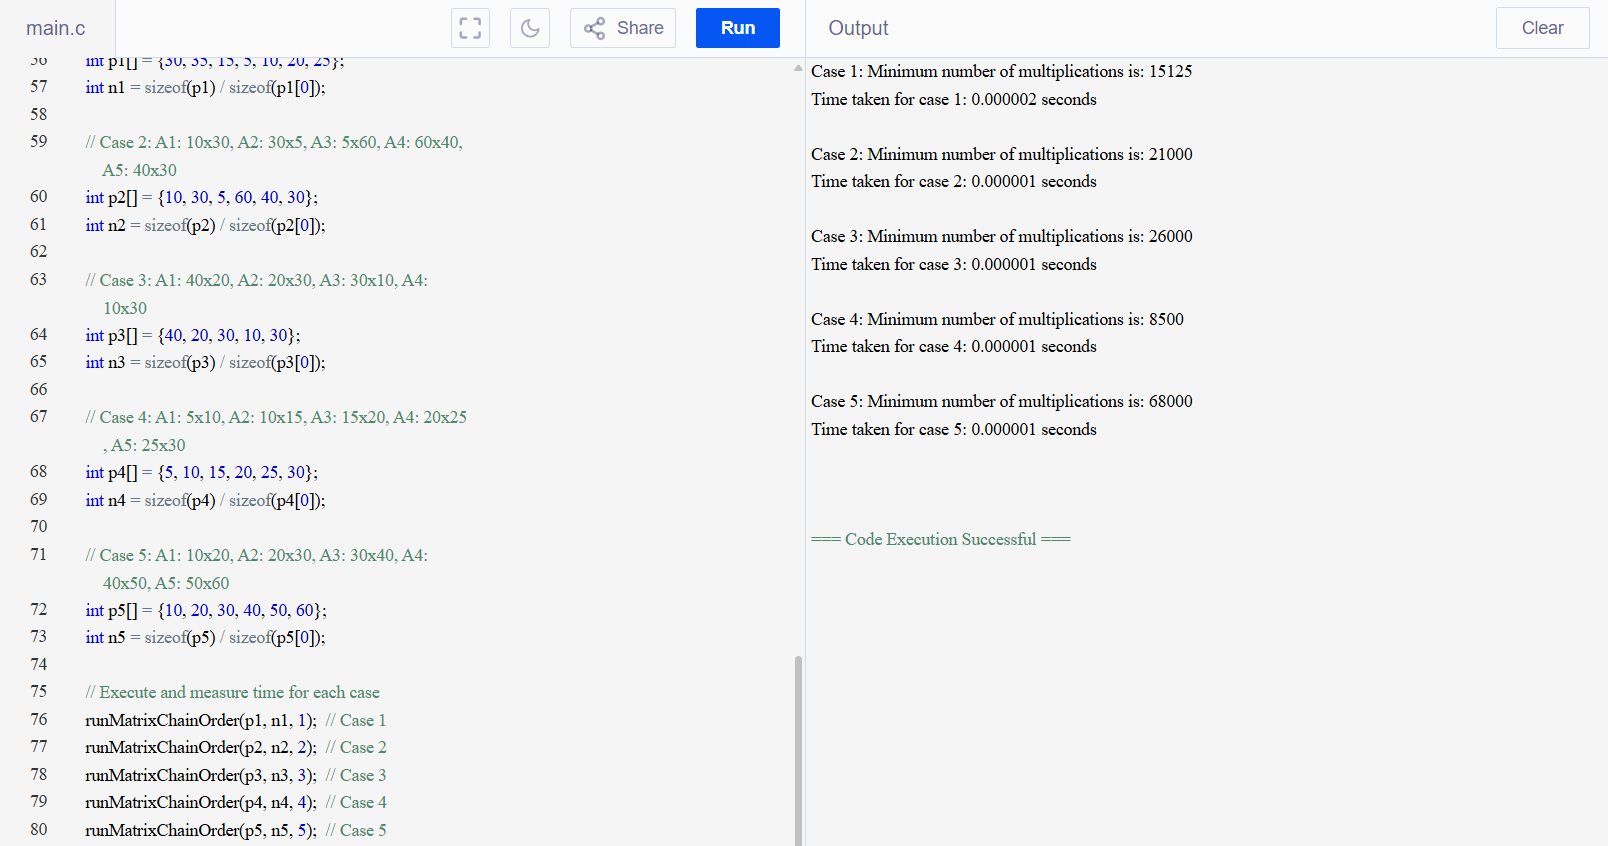 main.c
Share
Run
Output
Clear
56 int p1[] = {30, 35, 15, 5, 10, 20, 25};
57 int n1 = sizeof(p1) / sizeof(p1[0]);
58
59 // Case 2: A1: 10x30, A2: 30x5, A3: 5x60, A4: 60x40,
A5: 40x30
60 int p2[] = {10, 30, 5, 60, 40, 30};
61 int n2 = sizeof(p2) / sizeof(p2[0]);
62
63 // Case 3: A1: 40x20, A2: 20x30, A3: 30x10, A4:
10x30
64 int p3[] = {40, 20, 30, 10, 30};
65 int n3 = sizeof(p3) / sizeof(p3[0]);
66
67 // Case 4: A1: 5x10, A2: 10x15, A3: 15x20, A4: 20x25
, A5: 25x30
68 int p4[] = {5, 10, 15, 20, 25, 30};
69 int n4 = sizeof(p4) / sizeof(p4[0]);
70
71 // Case 5: A1: 10x20, A2: 20x30, A3: 30x40, A4:
40x50, A5: 50x60
72 int p5[] = {10, 20, 30, 40, 50, 60};
73 int n5 = sizeof(p5) / sizeof(p5[0]);
74
75 // Execute and measure time for each case
76 runMatrixChainOrder(p1, n1, 1); // Case 1
77 runMatrixChainOrder(p2, n2, 2); // Case 2
78 runMatrixChainOrder(p3, n3, 3); // Case 3
79 runMatrixChainOrder(p4, n4, 4); // Case 4
80 runMatrixChainOrder(p5, n5, 5); // Case 5
Case 1: Minimum number of multiplications is: 15125
Time taken for case 1: 0.000002 seconds
Case 2: Minimum number of multiplications is: 21000
Time taken for case 2: 0.000001 seconds
Case 3: Minimum number of multiplications is: 26000
Time taken for case 3: 0.000001 seconds
Case 4: Minimum number of multiplications is: 8500
Time taken for case 4: 0.000001 seconds
Case 5: Minimum number of multiplications is: 68000
Time taken for case 5: 0.000001 seconds
=== Code Execution Successful ===